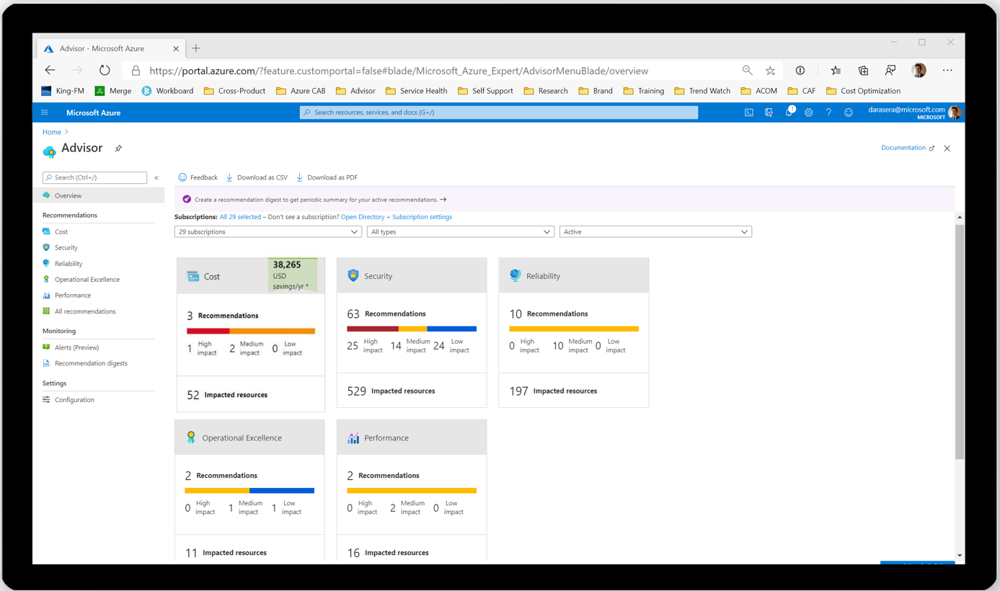 Advisor - Microsoft Azure
https://portal.azure.com/?feature.customportal=false#blade/Microsoft_Azure_Expert/AdvisorMenuBlade/overview
King-FM Merge Workboard Cross-Product Azure CAB Advisor Service Health Self Support Research Brand Training Trend Watch ACOM CAF Cost Optimization
Microsoft Azure
Search resources, services, and docs (G+/)
1
darasera@microsoft.com
MICROSOFT
Home
Advisor
Documentation
Search (Ctrl+/)
Overview
Recommendations
Cost
Security
Reliability
Operational Excellence
Performance
All recommendations
Monitoring
Alerts (Preview)
Recommendation digests
Settings
Configuration
Feedback Download as CSV Download as PDF
Create a recommendation digest to get periodic summary for your active recommendations. →
Subscriptions: All 29 selected – Don't see a subscription? Open Directory + Subscription settings
29 subscriptions All types Active
Cost
38,265
USD
savings/yr *
3 Recommendations
1 High impact 2 Medium impact 0 Low impact
52 Impacted resources
Security
63 Recommendations
25 High impact 14 Medium impact 24 Low impact
529 Impacted resources
Reliability
10 Recommendations
0 High impact 10 Medium impact 0 Low impact
197 Impacted resources
Operational Excellence
2 Recommendations
0 High impact 1 Medium impact 1 Low impact
11 Impacted resources
Performance
2 Recommendations
0 High impact 2 Medium impact 0 Low impact
16 Impacted resources